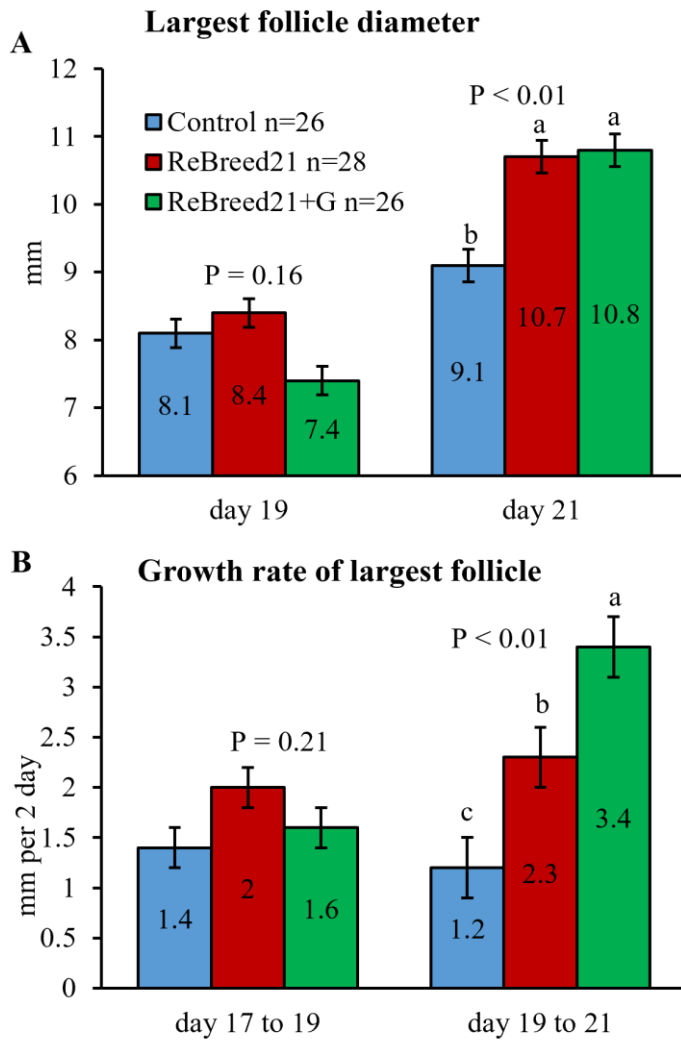 Largest follicle diameter
A
12
11
10
9
8
7
6
mm
Control n=26
ReBreed21 n=28
ReBreed21+G n=26
P = 0.16
P < 0.01
b
a
a
8.1
8.4
7.4
9.1
10.7
10.8
day 19
day 21
B
Growth rate of largest follicle
4
3.5
3
2.5
2
1.5
1
0.5
0
mm per 2 day
P = 0.21
P < 0.01
c
b
a
1.4
2
1.6
1.2
2.3
3.4
day 17 to 19
day 19 to 21